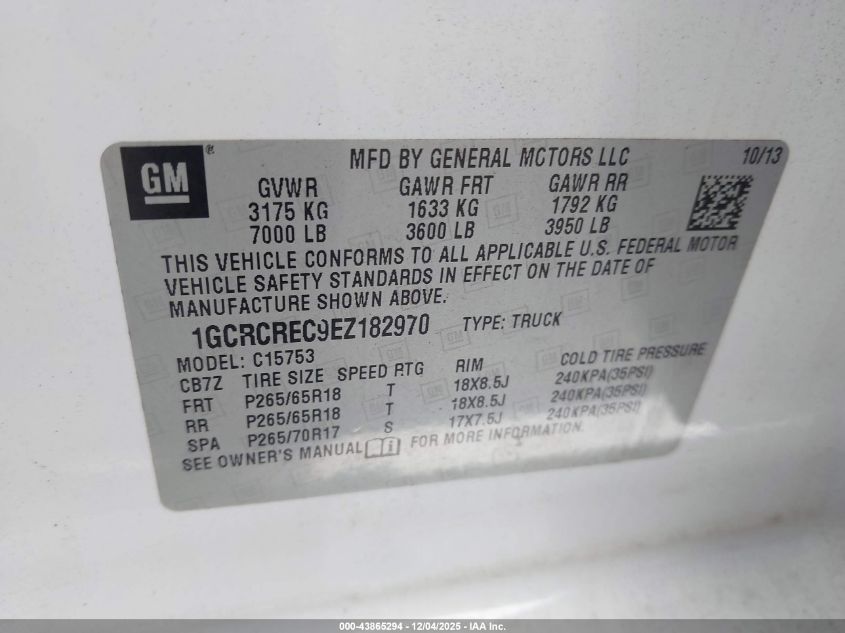 GM®
MFD BY GENERAL MOTORS LLC
10/13
GVWR GAWR FRT GAWR RR
3175 KG 1633 KG 1792 KG
7000 LB 3600 LB 3950 LB
THIS VEHICLE CONFORMS TO ALL APPLICABLE U.S. FEDERAL MOTOR
VEHICLE SAFETY STANDARDS IN EFFECT ON THE DATE OF
MANUFACTURE SHOWN ABOVE.
1GCRCREC9EZ182970 TYPE: TRUCK
MODEL: C15753
CB7Z TIRE SIZE SPEED RTG RIM COLD TIRE PRESSURE
FRT P265/65R18 T 18X8.5J 240KPA(35PSI)
RR P265/65R18 T 18X8.5J 240KPA(35PSI)
SPA P265/70R17 S 17X7.5J 240KPA(35PSI)
SEE OWNER'S MANUAL FOR MORE INFORMATION.
000-43865294 - 12/04/2025 - IAA Inc.